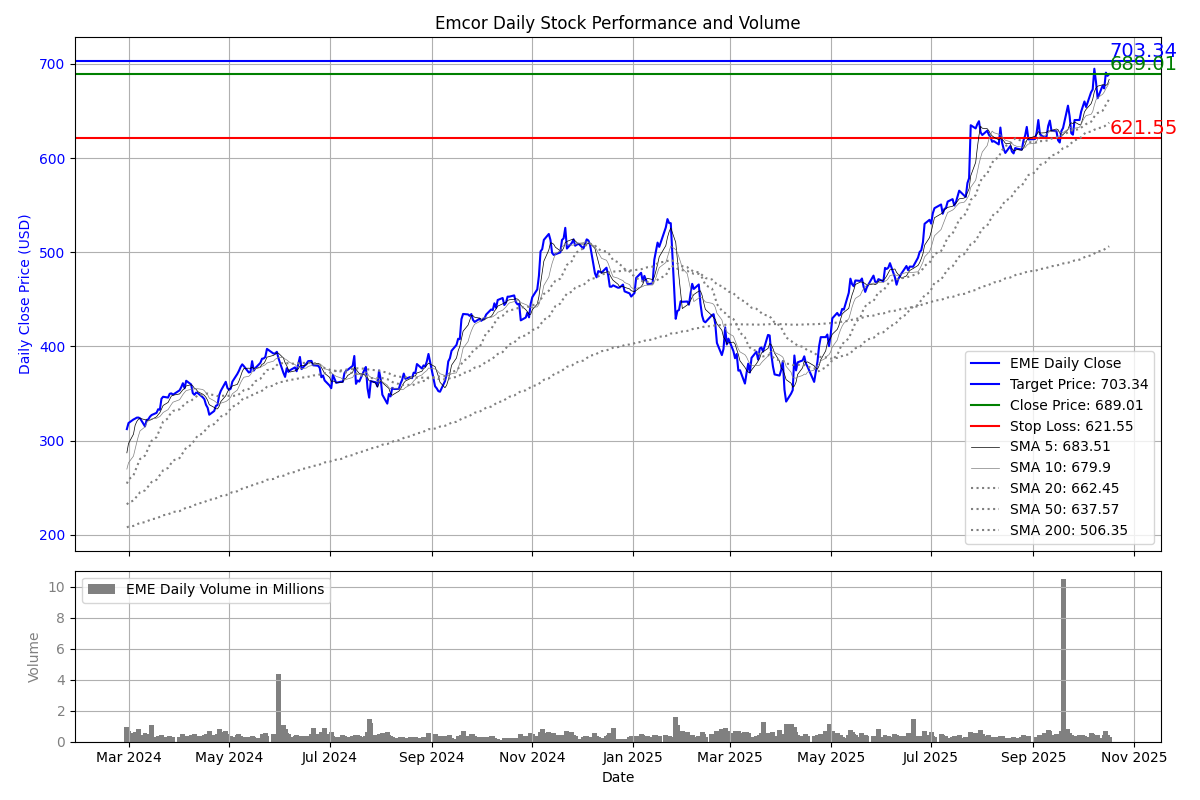 Emcor Daily Stock Performance and Volume
703.34
689.01
621.55
700
600
500
400
300
200
Daily Close Price (USD)
EME Daily Close
Target Price: 703.34
Close Price: 689.01
Stop Loss: 621.55
SMA 5: 683.51
SMA 10: 679.9
SMA 20: 662.45
SMA 50: 637.57
SMA 200: 506.35
EME Daily Volume in Millions
10
8
6
4
2
0
Volume
Mar 2024 May 2024 Jul 2024 Sep 2024 Nov 2024 Jan 2025 Mar 2025 May 2025 Jul 2025 Sep 2025 Nov 2025
Date